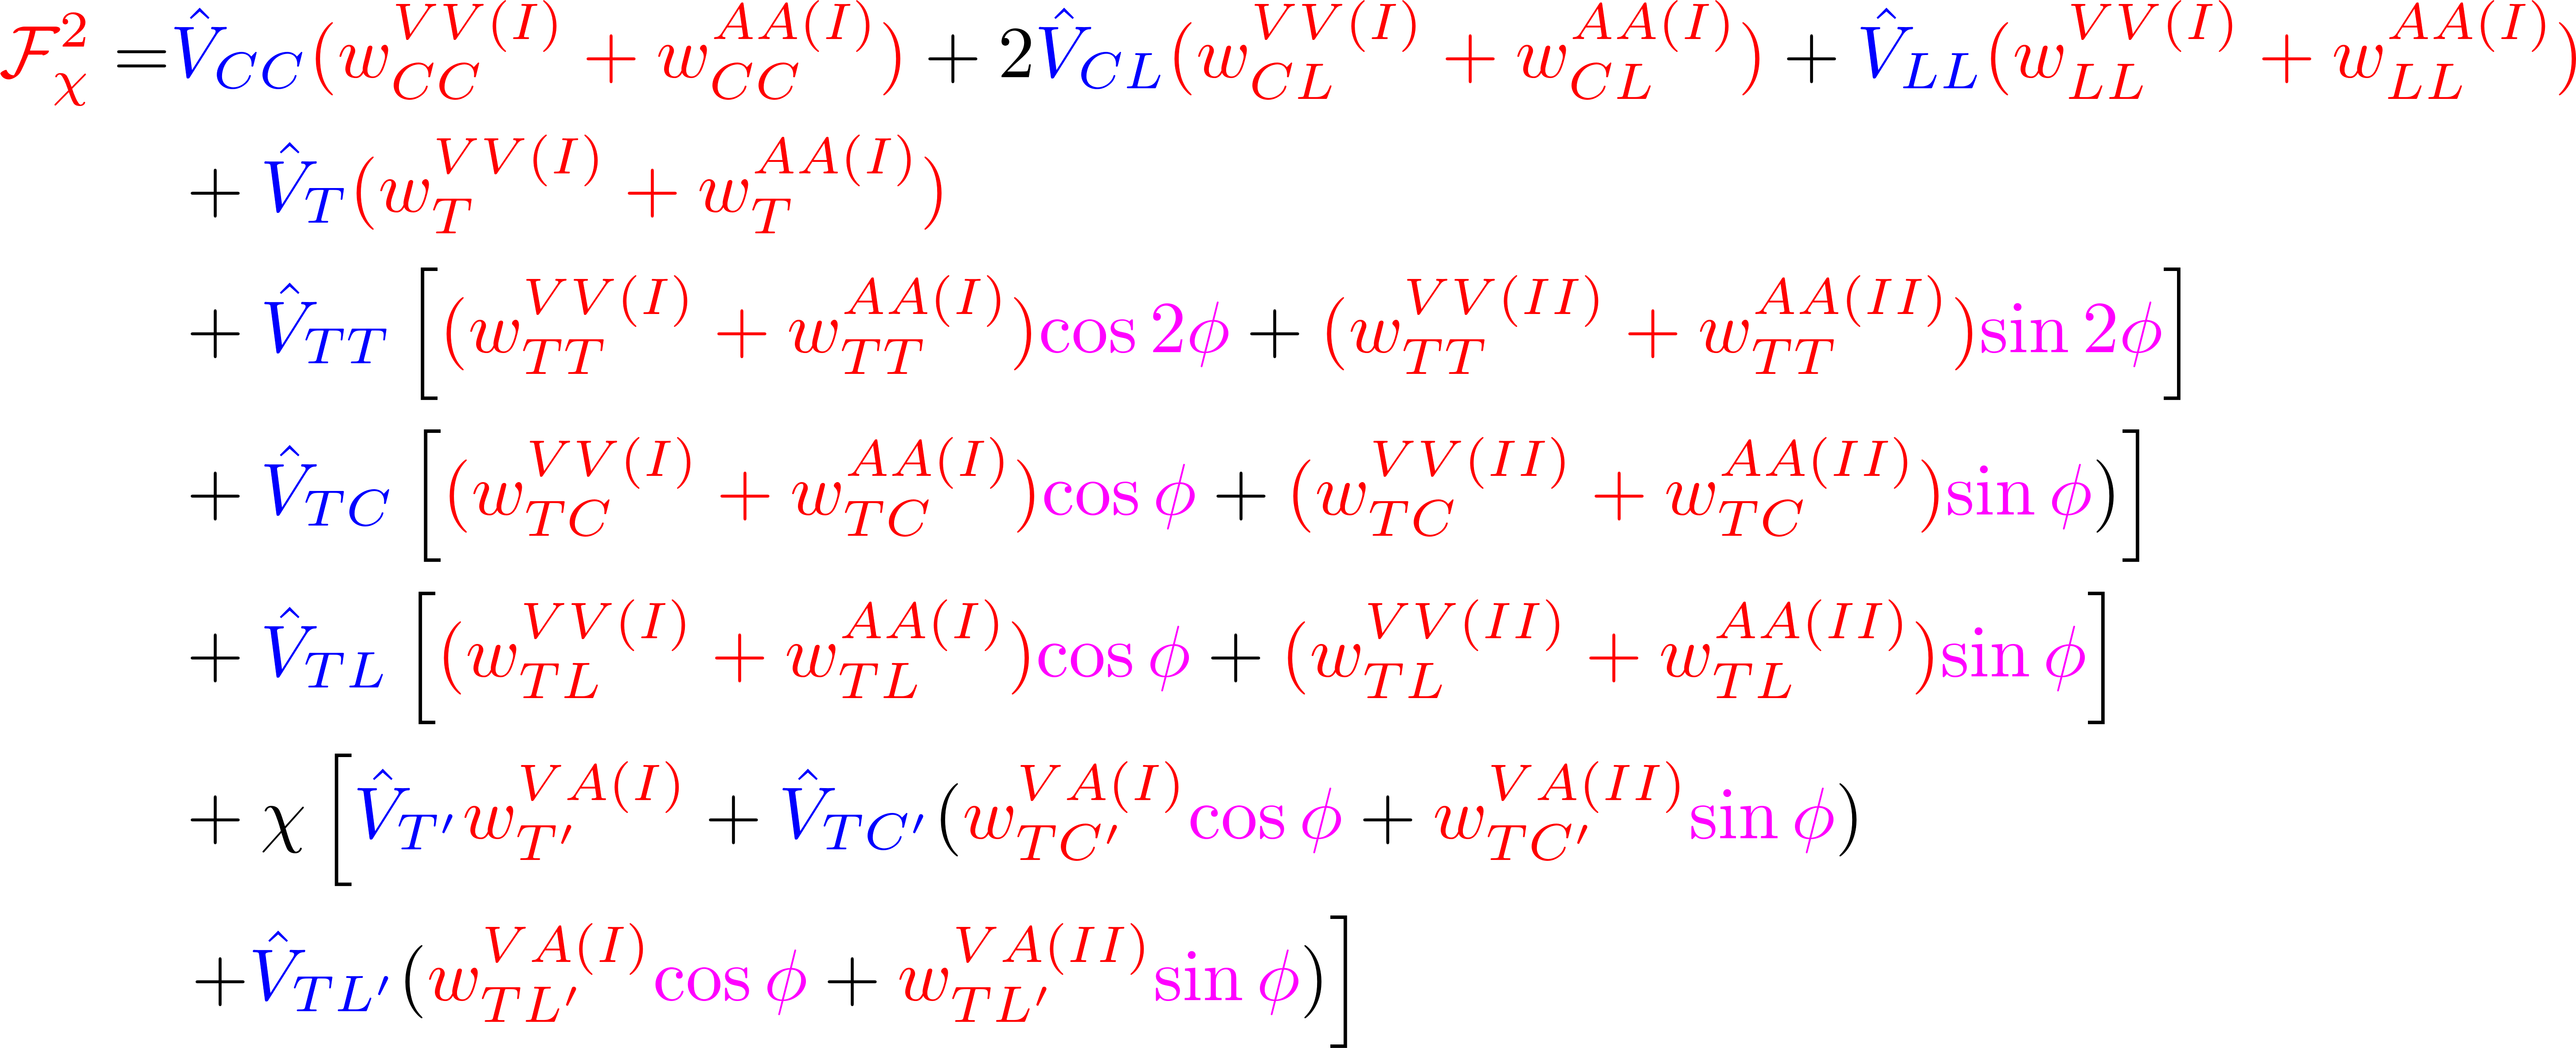 $\mathcal{F}_{\chi}^{2} = \hat{V}_{CC}(w_{CC}^{VV(I)} + w_{CC}^{AA(I)}) + 2\hat{V}_{CL}(w_{CL}^{VV(I)} + w_{CL}^{AA(I)}) + \hat{V}_{LL}(w_{LL}^{VV(I)} + w_{LL}^{AA(I)})$
$+ \hat{V}_{T}(w_{T}^{VV(I)} + w_{T}^{AA(I)})$
$+ \hat{V}_{TT} \left[ (w_{TT}^{VV(I)} + w_{TT}^{AA(I)}) \cos 2\phi + (w_{TT}^{VV(II)} + w_{TT}^{AA(II)}) \sin 2\phi \right]$
$+ \hat{V}_{TC} \left[ (w_{TC}^{VV(I)} + w_{TC}^{AA(I)}) \cos \phi + (w_{TC}^{VV(II)} + w_{TC}^{AA(II)}) \sin \phi) \right]$
$+ \hat{V}_{TL} \left[ (w_{TL}^{VV(I)} + w_{TL}^{AA(I)}) \cos \phi + (w_{TL}^{VV(II)} + w_{TL}^{AA(II)}) \sin \phi \right]$
$+ \chi \left[ \hat{V}_{T'} w_{T'}^{VA(I)} + \hat{V}_{TC'} (w_{TC'}^{VA(I)} \cos \phi + w_{TC'}^{VA(II)} \sin \phi) \right.$
$\left. + \hat{V}_{TL'} (w_{TL'}^{VA(I)} \cos \phi + w_{TL'}^{VA(II)} \sin \phi) \right]$